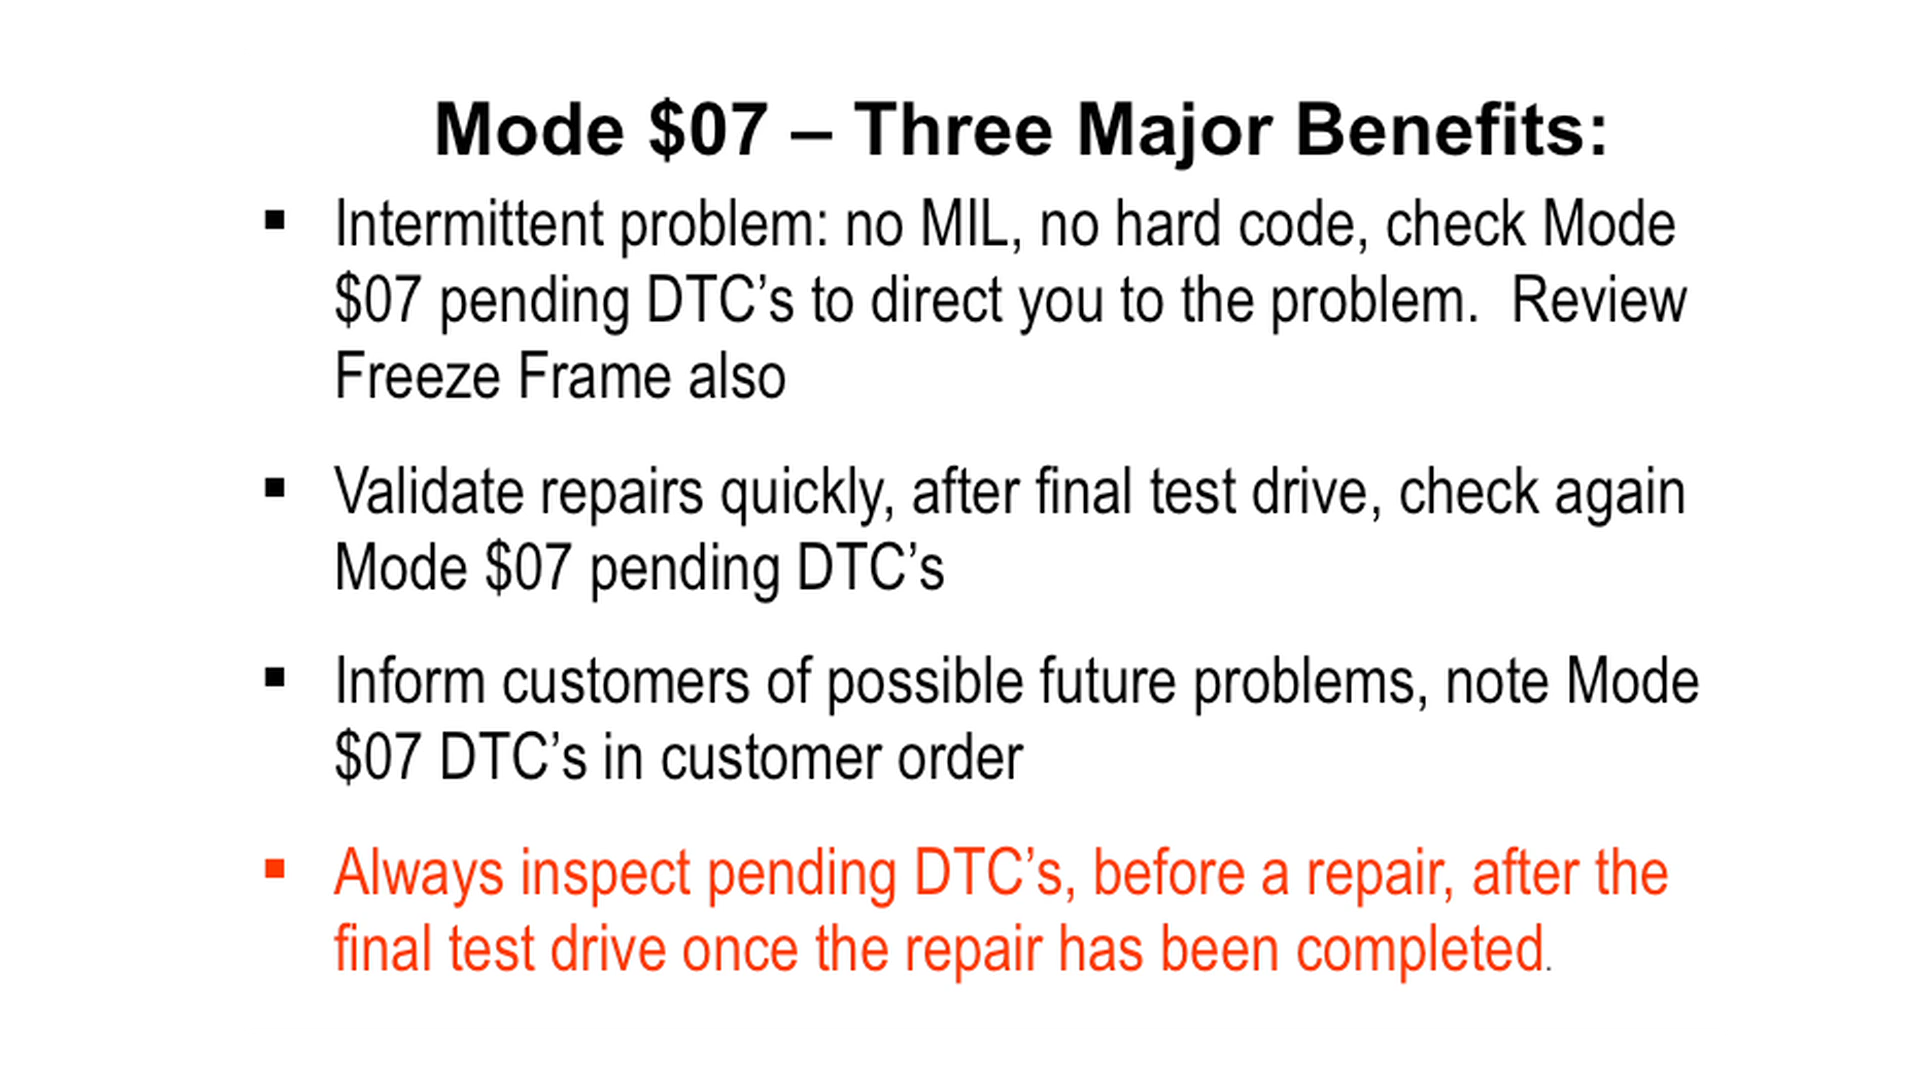 Mode $07 – Three Major Benefits:
▪ Intermittent problem: no MIL, no hard code, check Mode
$07 pending DTC’s to direct you to the problem.  Review
Freeze Frame also
▪ Validate repairs quickly, after final test drive, check again
Mode $07 pending DTC’s
▪ Inform customers of possible future problems, note Mode
$07 DTC’s in customer order
▪ Always inspect pending DTC’s, before a repair, after the
final test drive once the repair has been completed.